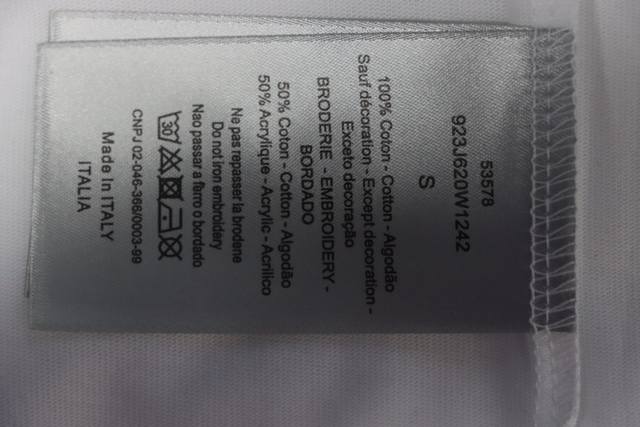 53578
923J620W1242
S
100% Coton - Cotton - Algodão
Sauf décoration - Except decoration -
Exceto decoração
BRODERIE - EMBROIDERY -
BORDADO
50% Coton - Cotton - Algodão
50% Acrylique - Acrylic - Acrílico
Ne pas repasser la broderie
Do not iron embroidery
Nao passar a ferro o bordado
30
CNPJ 02-046-366/0003-99
Made In ITALY
ITALIA